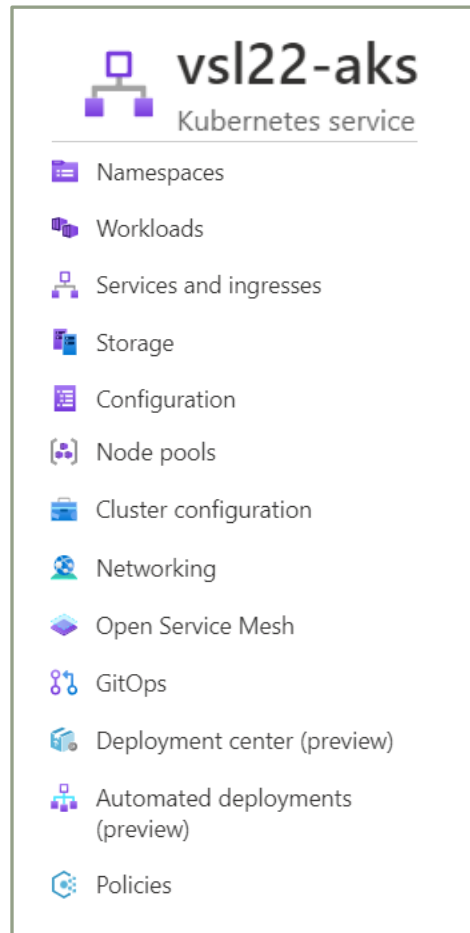 vsl22-aks
Kubernetes service
Namespaces
Workloads
Services and ingresses
Storage
Configuration
Node pools
Cluster configuration
Networking
Open Service Mesh
GitOps
Deployment center (preview)
Automated deployments
(preview)
Policies